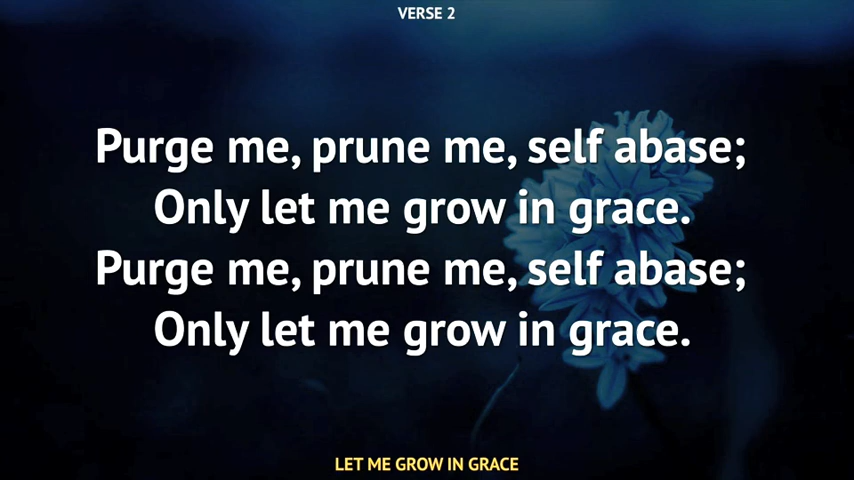 VERSE 2
Purge me, prune me, self abase;
Only let me grow in grace.
Purge me, prune me, self abase;
Only let me grow in grace.
LET ME GROW IN GRACE